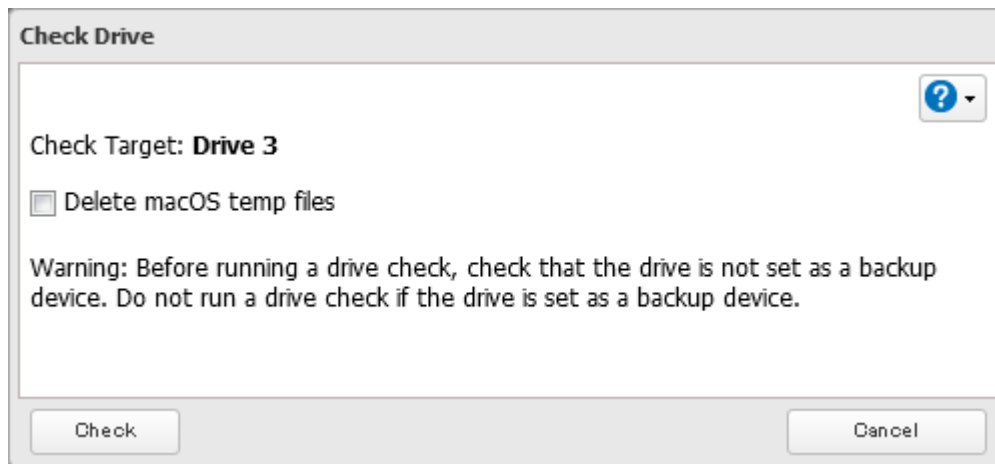 Check Drive
?
Check Target: Drive 3
Delete macOS temp files
Warning: Before running a drive check, check that the drive is not set as a backup
device. Do not run a drive check if the drive is set as a backup device.
Check
Cancel